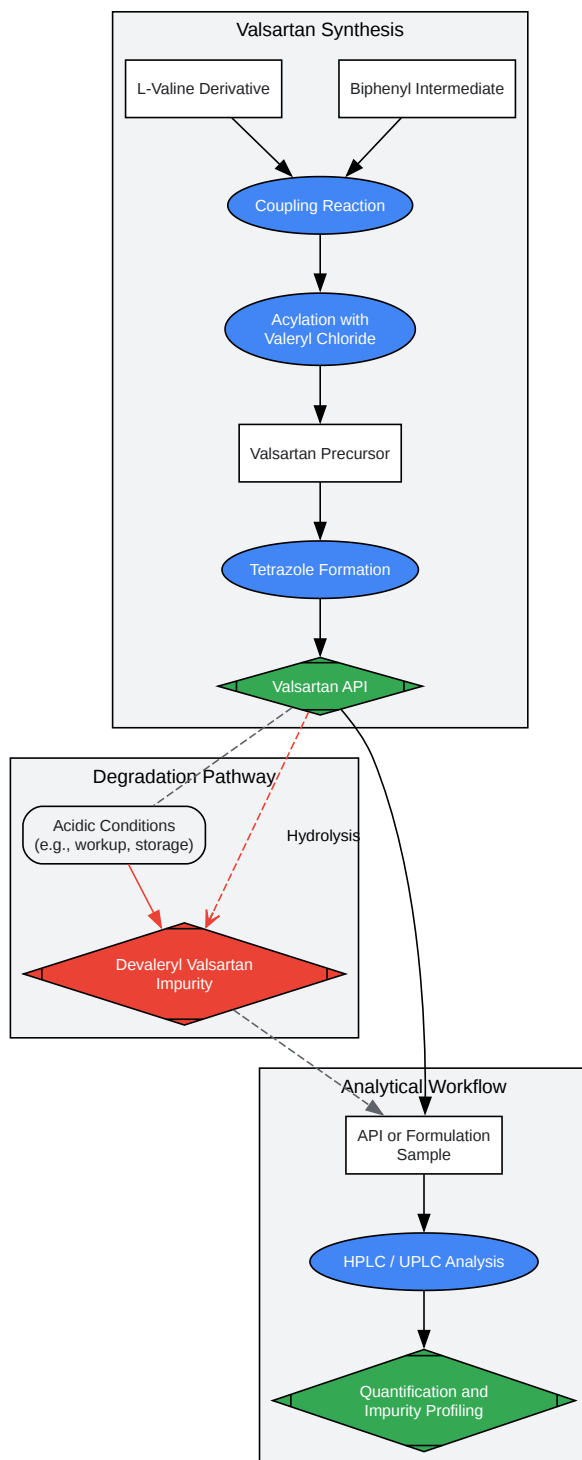 Valsartan Synthesis
L-Valine Derivative
Biphenyl Intermediate
Coupling Reaction
Acylation with
Valeryl Chloride
Valsartan Precursor
Tetrazole Formation
Valsartan API
Degradation Pathway
Acidic Conditions
(e.g., workup, storage)
Hydrolysis
Devaleryl Valsartan
Impurity
Analytical Workflow
API or Formulation
Sample
HPLC / UPLC Analysis
Quantification and
Impurity Profiling